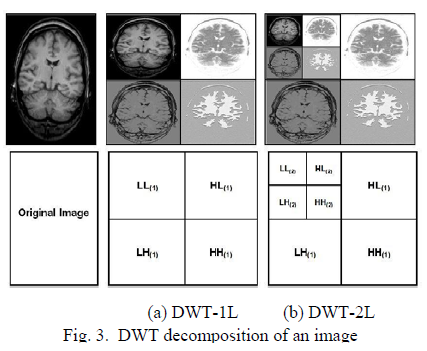 Original Image
LL(1) HL(1)
LH(1) HH(1)
LL(2) HL(2)
LH(2) HH(2)
HL(1)
LH(1) HH(1)
(a) DWT-1L (b) DWT-2L
Fig. 3. DWT decomposition of an image